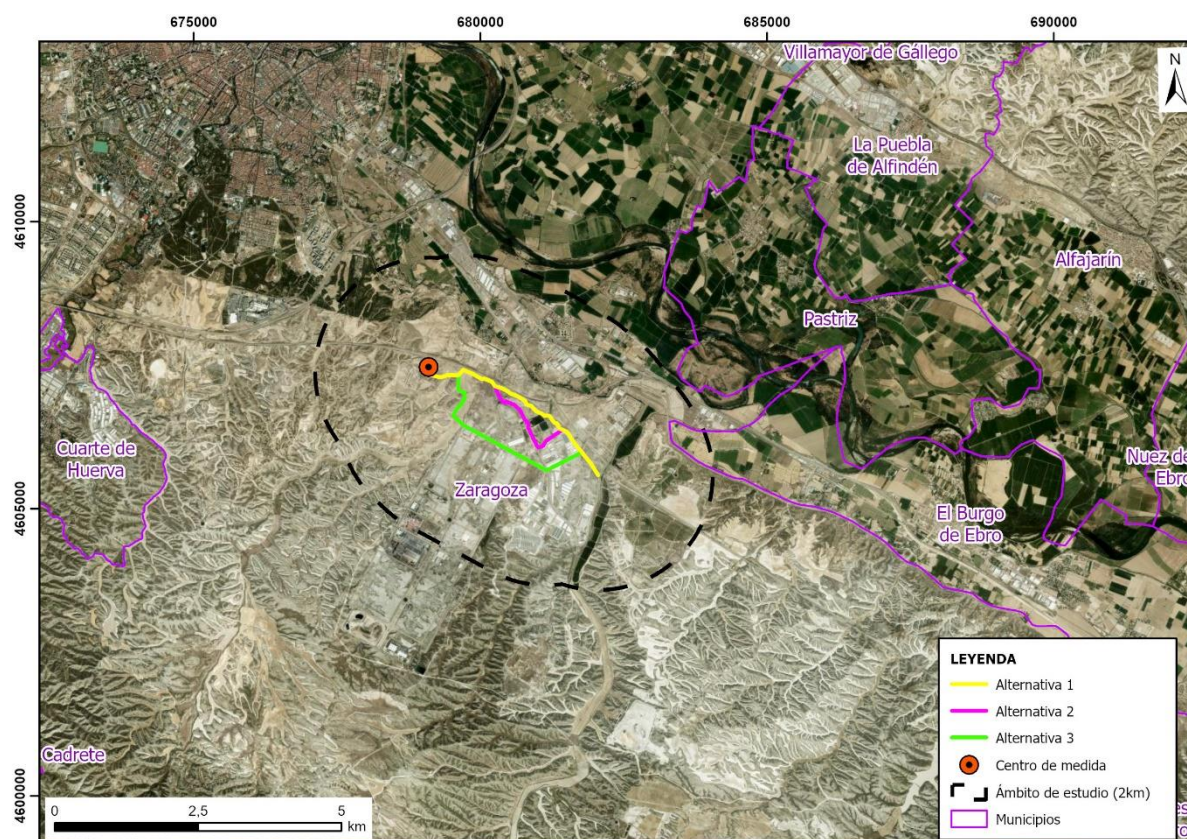 675000
680000
685000
690000
N
Villamayor de Gállego
La Puebla
de Alfindén
4610000
Alfajarín
Pastriz
Cuarte de
Huerva
Zaragoza
Nuez de
Ebro
4605000
El Burgo
de Ebro
LEYENDA
Alternativa 1
Alternativa 2
Alternativa 3
Centro de medida
Ámbito de estudio (2km)
Municipios
Cadrete
4600000
0
2,5
5
km